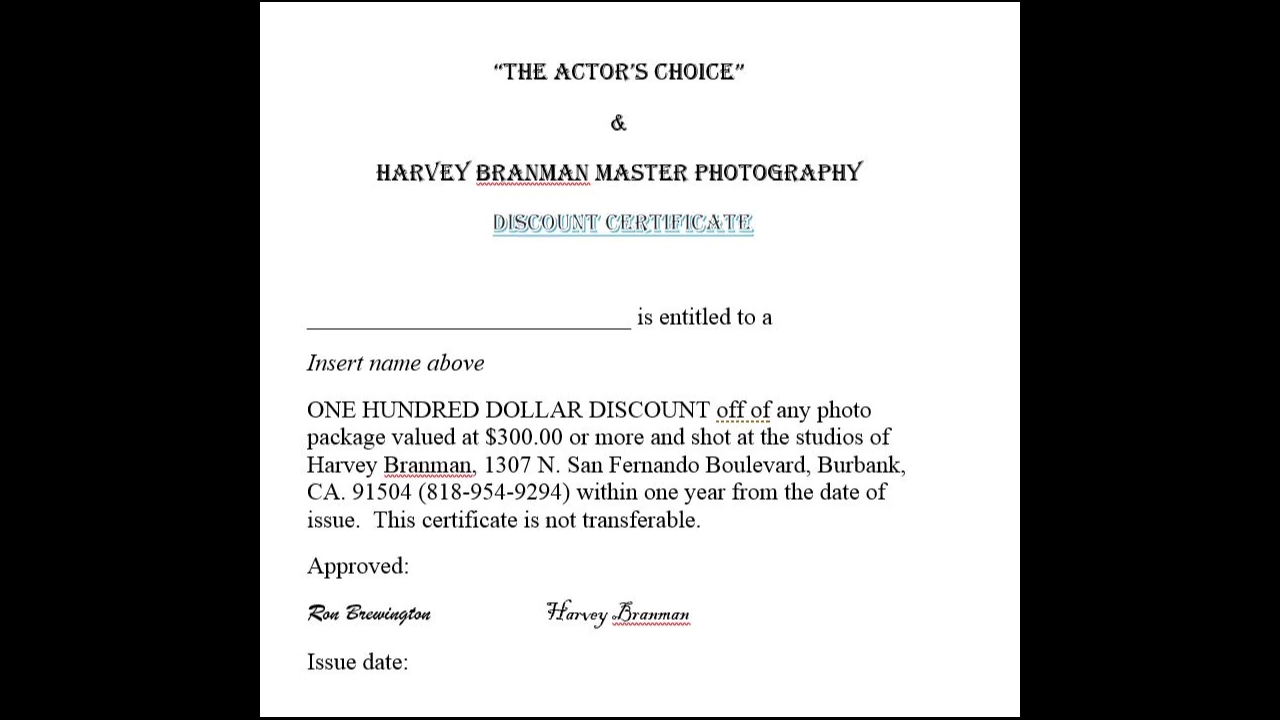 “THE ACTOR’S CHOICE”
&
HARVEY BRANMAN MASTER PHOTOGRAPHY
DISCOUNT CERTIFICATE
______________________________ is entitled to a
Insert name above
ONE HUNDRED DOLLAR DISCOUNT off of any photo
package valued at $300.00 or more and shot at the studios of
Harvey Branman, 1307 N. San Fernando Boulevard, Burbank,
CA. 91504 (818-954-9294) within one year from the date of
issue.  This certificate is not transferable.
Approved:
Ron Brewington Harvey Branman
Issue date: